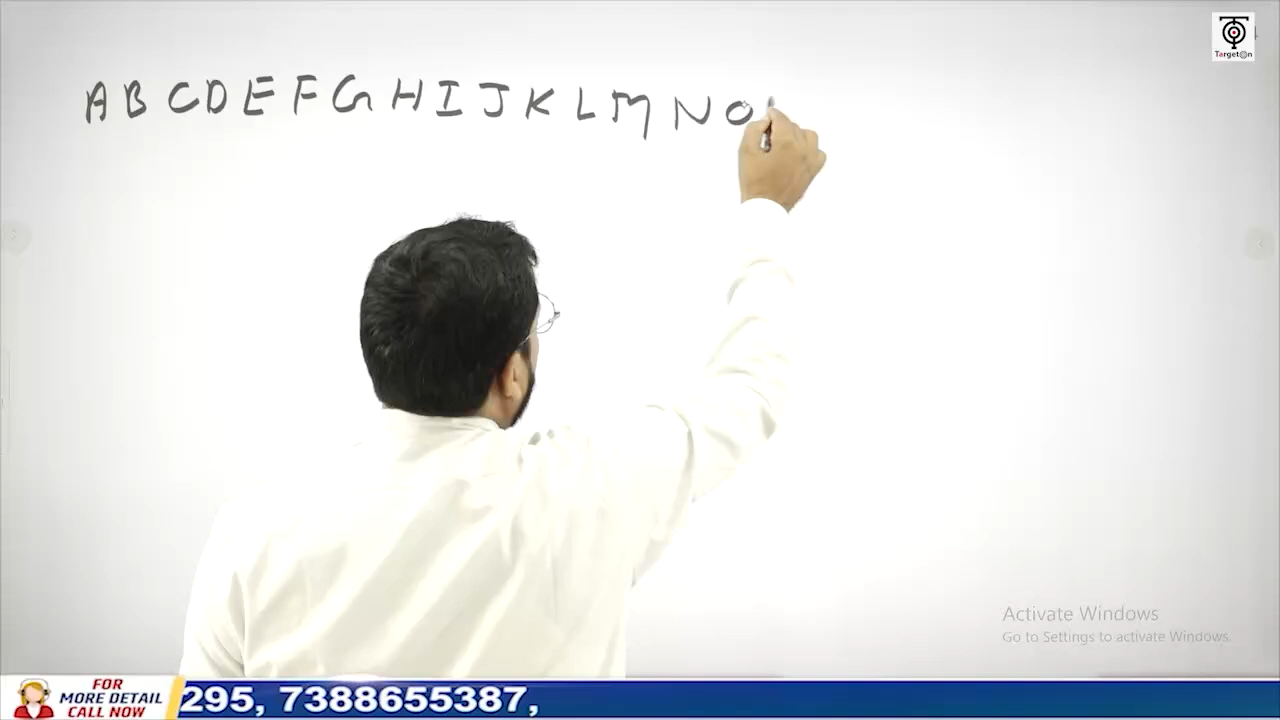 TargetOn
A B C D E F G H I J K L M N O
Activate Windows
Go to Settings to activate Windows.
FOR
MORE DETAIL
CALL NOW
295, 7388655387,